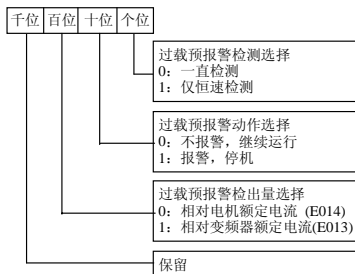 千位 百位 十位 个位
过载预报警检测选择
0：一直检测
1：仅恒速检测
过载预报警动作选择
0：不报警，继续运行
1：报警，停机
过载预报警检出量选择
0：相对电机额定电流 (E014)
1：相对变频器额定电流(E013)
保留